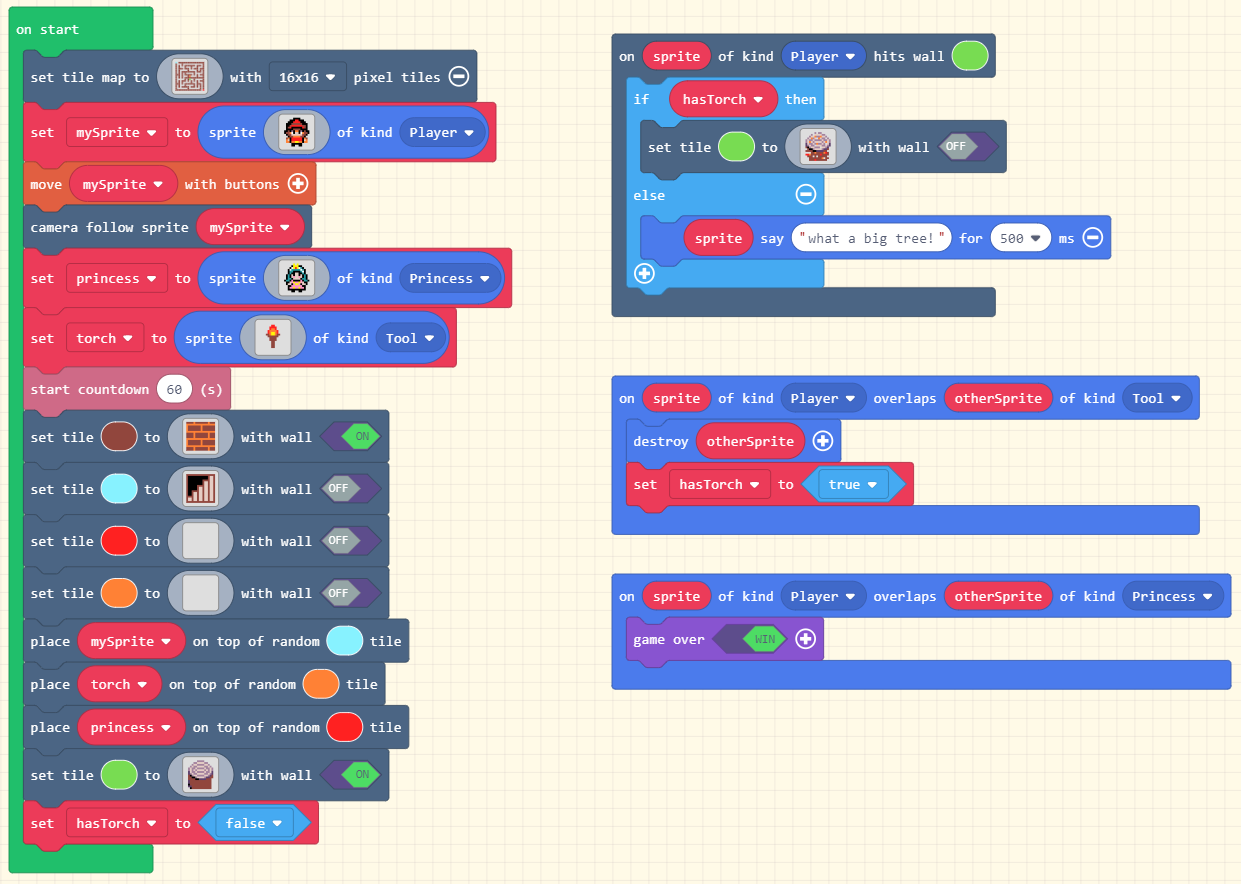 on start
set tile map to with 16x16 pixel tiles
set mySprite to sprite of kind Player
move mySprite with buttons
camera follow sprite mySprite
set princess to sprite of kind Princess
set torch to sprite of kind Tool
start countdown 60 (s)
set tile to with wall ON
set tile to with wall OFF
set tile to with wall OFF
set tile to with wall OFF
place mySprite on top of random tile
place torch on top of random tile
place princess on top of random tile
set tile to with wall ON
set hasTorch to false
on sprite of kind Player hits wall
if hasTorch then
set tile to with wall OFF
else
sprite say "what a big tree!" for 500 ms
on sprite of kind Player overlaps otherSprite of kind Tool
destroy otherSprite
set hasTorch to true
on sprite of kind Player overlaps otherSprite of kind Princess
game over WIN